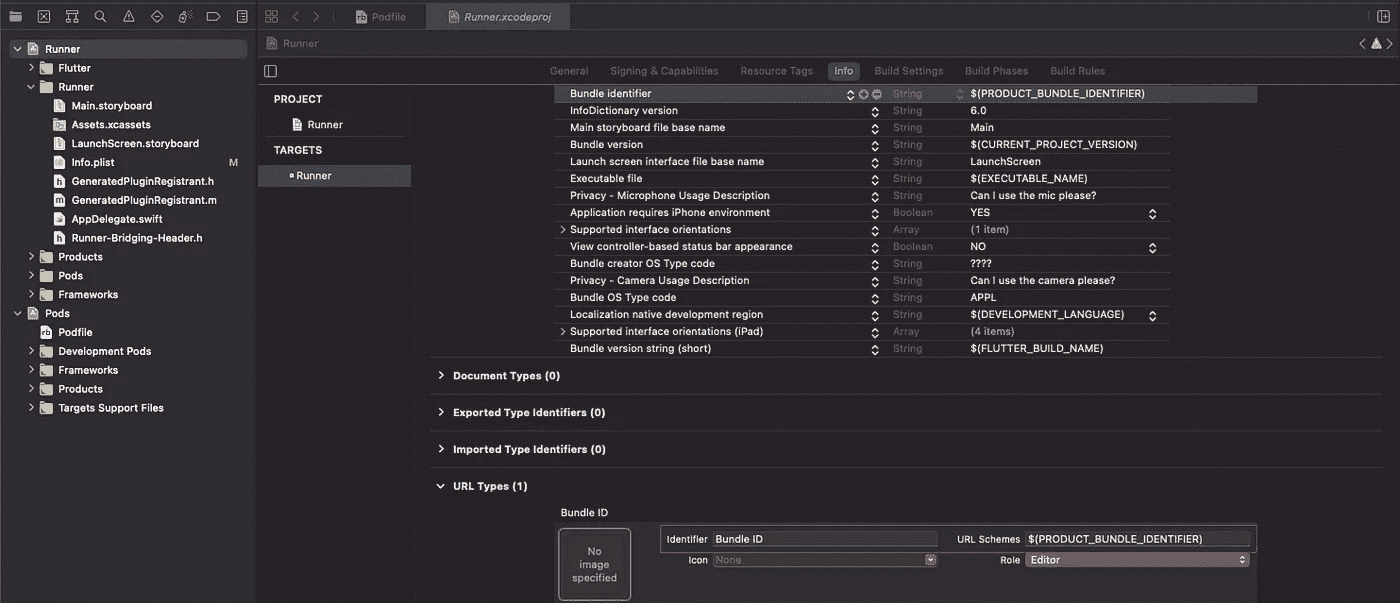 Podfile
Runner.xcodeproj
Runner
General Signing & Capabilities Resource Tags Info Build Settings Build Phases Build Rules
Runner
Flutter
Runner
Main.storyboard
Assets.xcassets
LaunchScreen.storyboard
Info.plist M
GeneratedPluginRegistrant.h
GeneratedPluginRegistrant.m
AppDelegate.swift
Runner-Bridging-Header.h
Products
Pods
Frameworks
Pods
Podfile
Development Pods
Frameworks
Products
Targets Support Files
PROJECT
Runner
TARGETS
Runner
Bundle identifier String $(PRODUCT_BUNDLE_IDENTIFIER)
InfoDictionary version String 6.0
Main storyboard file base name String Main
Bundle version String $(CURRENT_PROJECT_VERSION)
Launch screen interface file base name String LaunchScreen
Executable file String $(EXECUTABLE_NAME)
Privacy - Microphone Usage Description String Can I use the mic please?
Application requires iPhone environment Boolean YES
Supported interface orientations Array (1 item)
View controller-based status bar appearance Boolean NO
Bundle creator OS Type code String ????
Privacy - Camera Usage Description String Can I use the camera please?
Bundle OS Type code String APPL
Localization native development region String $(DEVELOPMENT_LANGUAGE)
Supported interface orientations (iPad) Array (4 items)
Bundle version string (short) String $(FLUTTER_BUILD_NAME)
Document Types (0)
Exported Type Identifiers (0)
Imported Type Identifiers (0)
URL Types (1)
Bundle ID
No
image
specified
Identifier Bundle ID URL Schemes $(PRODUCT_BUNDLE_IDENTIFIER)
Icon None Role Editor